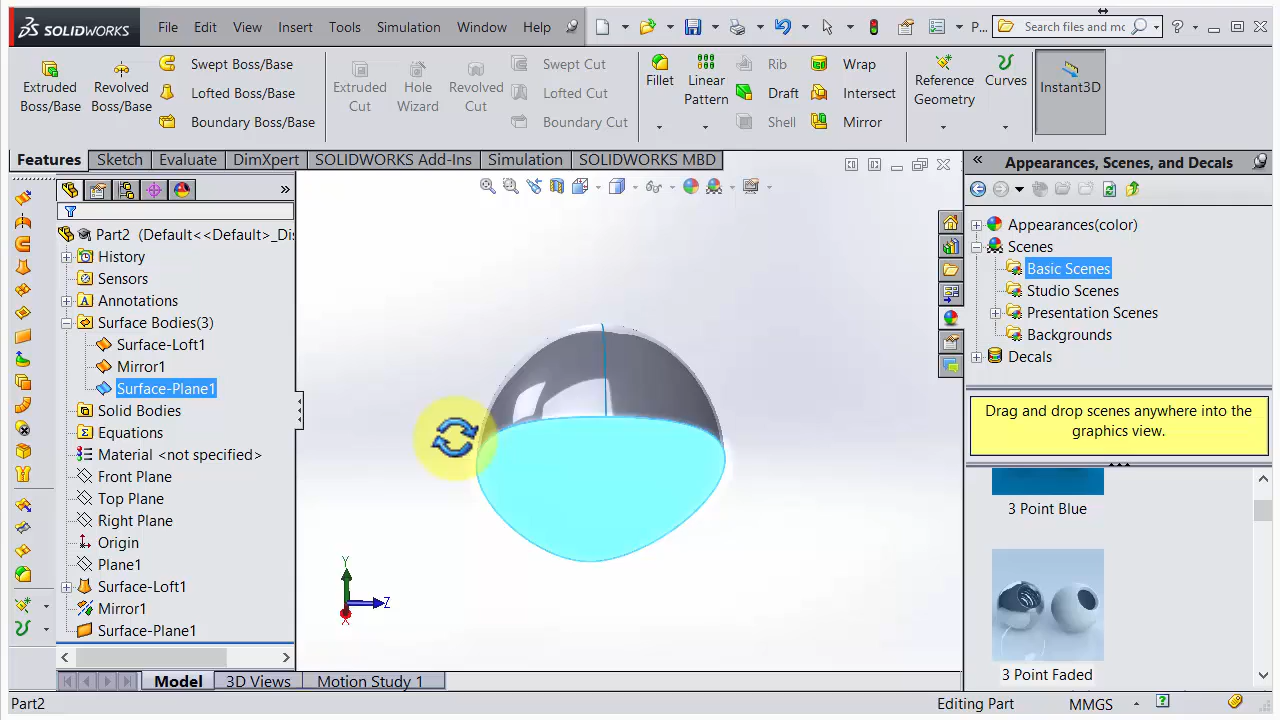 SOLIDWORKS File Edit View Insert Tools Simulation Window Help P... Search files and mo ?
Extruded Boss/Base
Revolved Boss/Base
Swept Boss/Base
Lofted Boss/Base
Boundary Boss/Base
Extruded Cut
Hole Wizard
Revolved Cut
Swept Cut
Lofted Cut
Boundary Cut
Fillet
Linear Pattern
Rib
Draft
Shell
Wrap
Intersect
Mirror
Reference Geometry
Curves
Instant3D
Features Sketch Evaluate DimXpert SOLIDWORKS Add-Ins Simulation SOLIDWORKS MBD
Part2 (Default<<Default>_Di
History
Sensors
Annotations
Surface Bodies(3)
Surface-Loft1
Mirror1
Surface-Plane1
Solid Bodies
Equations
Material <not specified>
Front Plane
Top Plane
Right Plane
Origin
Plane1
Surface-Loft1
Mirror1
Surface-Plane1
Y
Z
X
Appearances, Scenes, and Decals
Appearances(color)
Scenes
Basic Scenes
Studio Scenes
Presentation Scenes
Backgrounds
Decals
Drag and drop scenes anywhere into the
graphics view.
3 Point Blue
3 Point Faded
Model 3D Views Motion Study 1
Part2 Editing Part MMGS